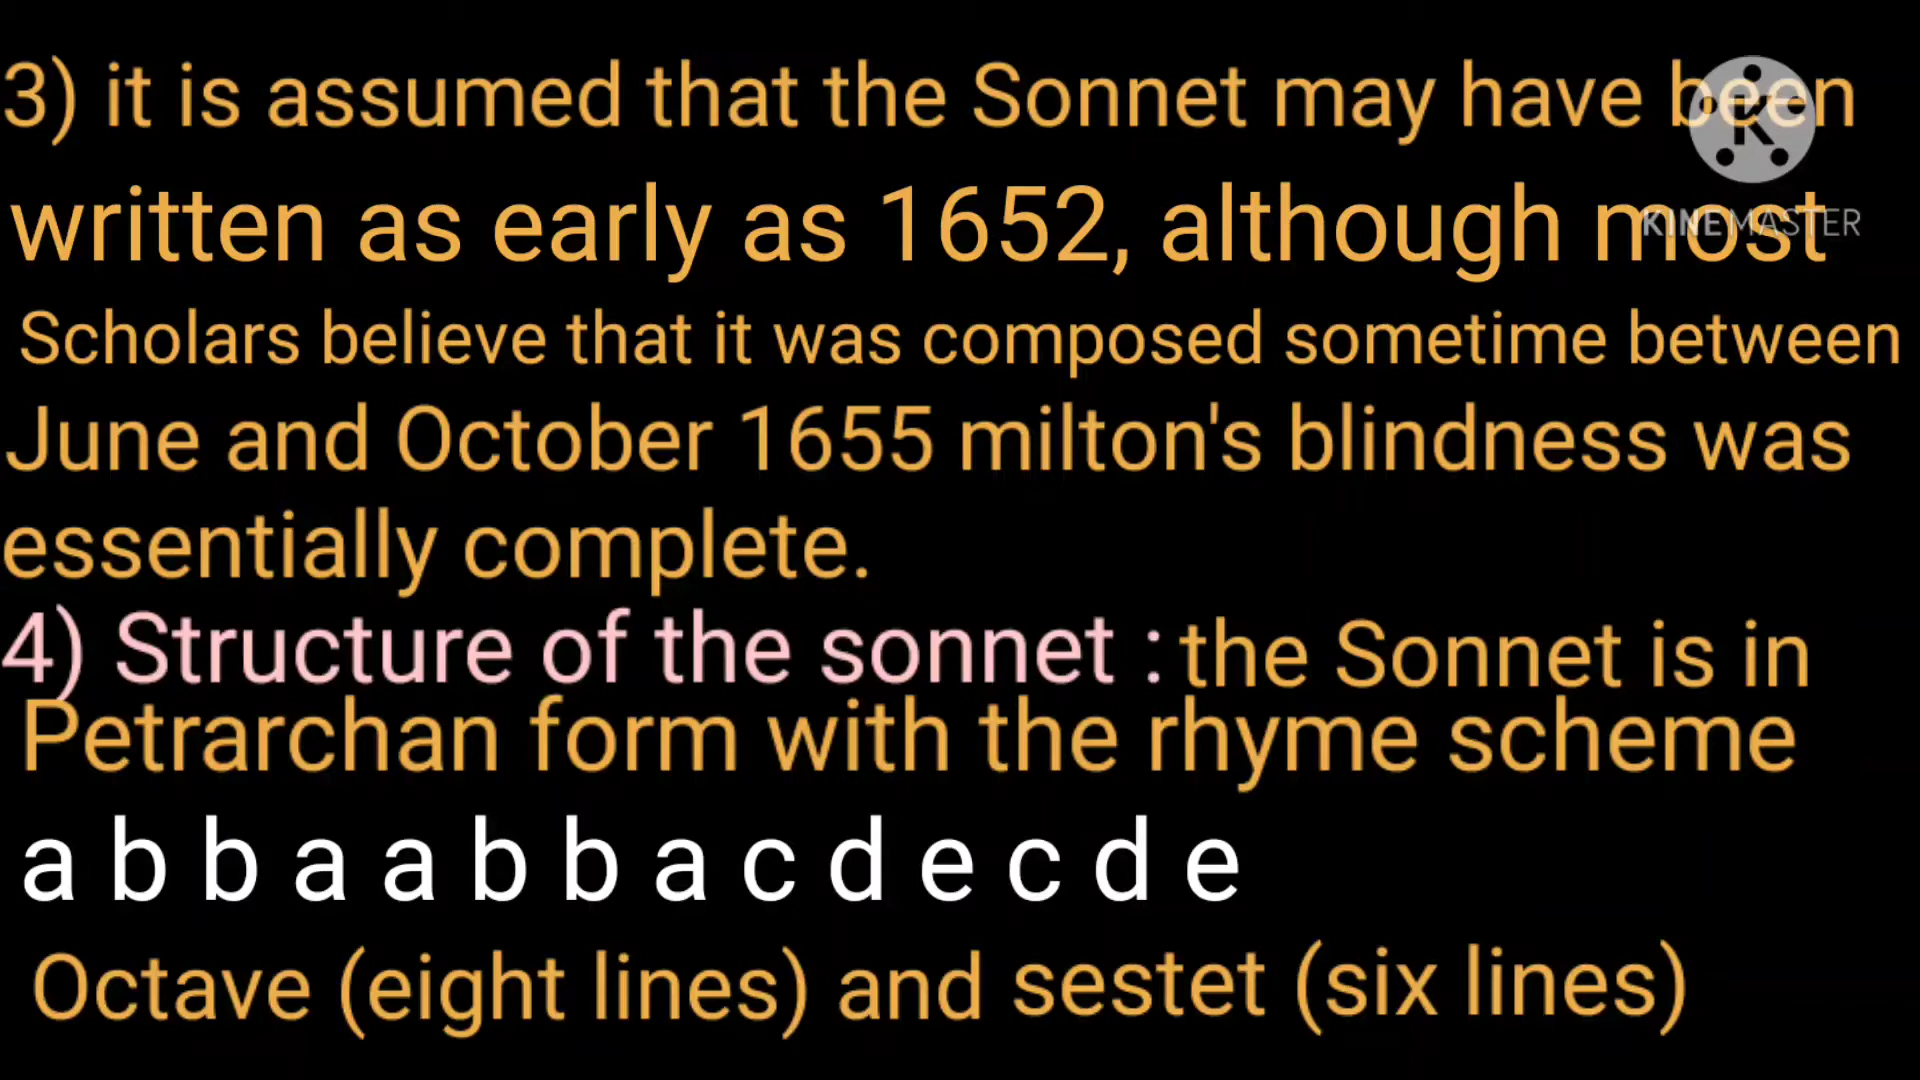 3) it is assumed that the Sonnet may have been
written as early as 1652, although most
Scholars believe that it was composed sometime between
June and October 1655 milton's blindness was
essentially complete.
4) Structure of the sonnet : the Sonnet is in
Petrarchan form with the rhyme scheme
a b b a a b b a c d e c d e
Octave (eight lines) and sestet (six lines)
K
KINEMASTER